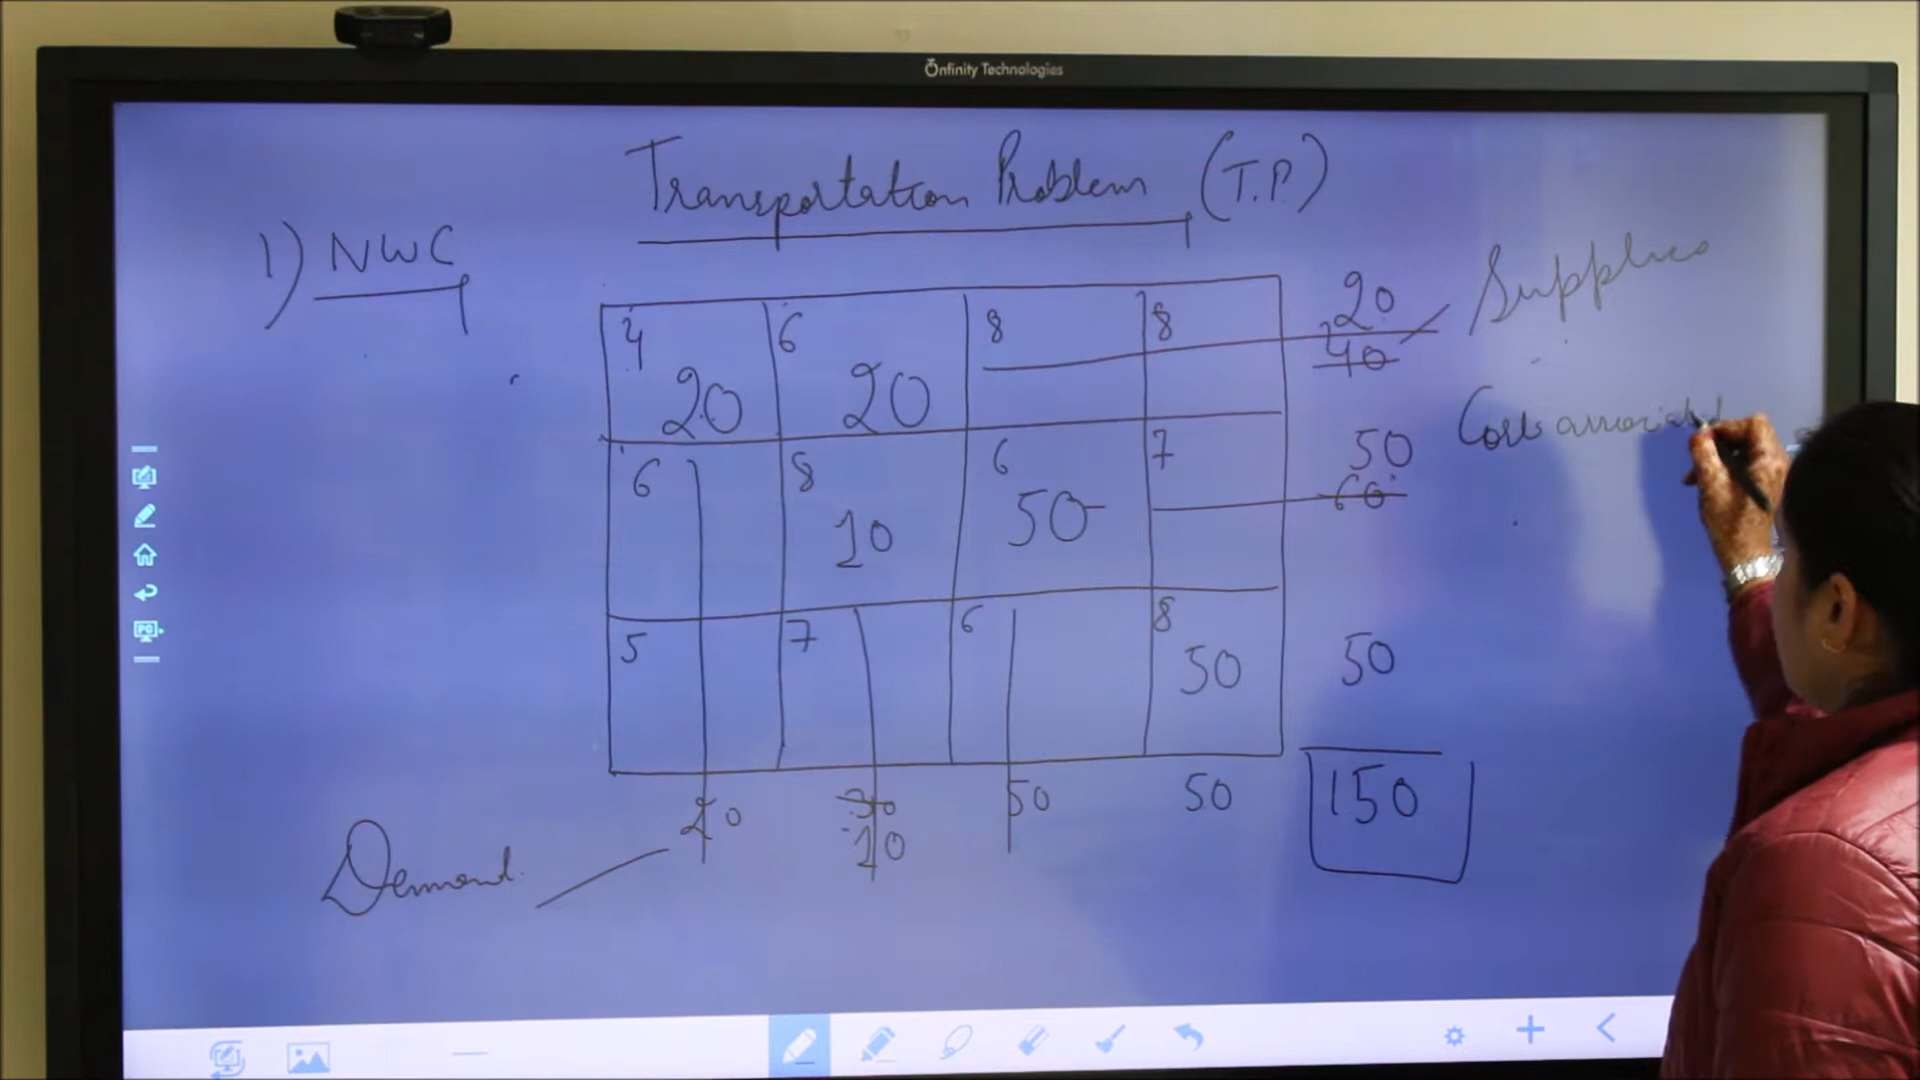 Onfinity Technologies
Transportation Problem (T.P.)
1) NWC
Supplies
20
4 6 8 8 40
20 20
Cost associated
6 8 6 7 50
10 50 60
5 7 6 8
50 50
20 30 50 50 150
10
Demand